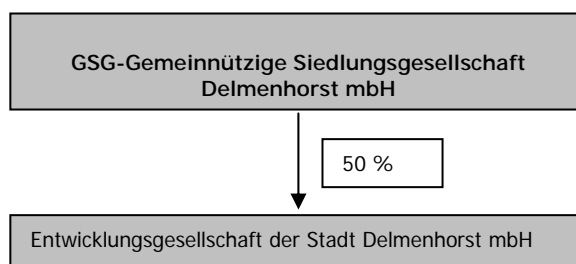 GSG-Gemeinnützige Siedlungsgesellschaft
Delmenhorst mbH
50 %
Entwicklungsgesellschaft der Stadt Delmenhorst mbH